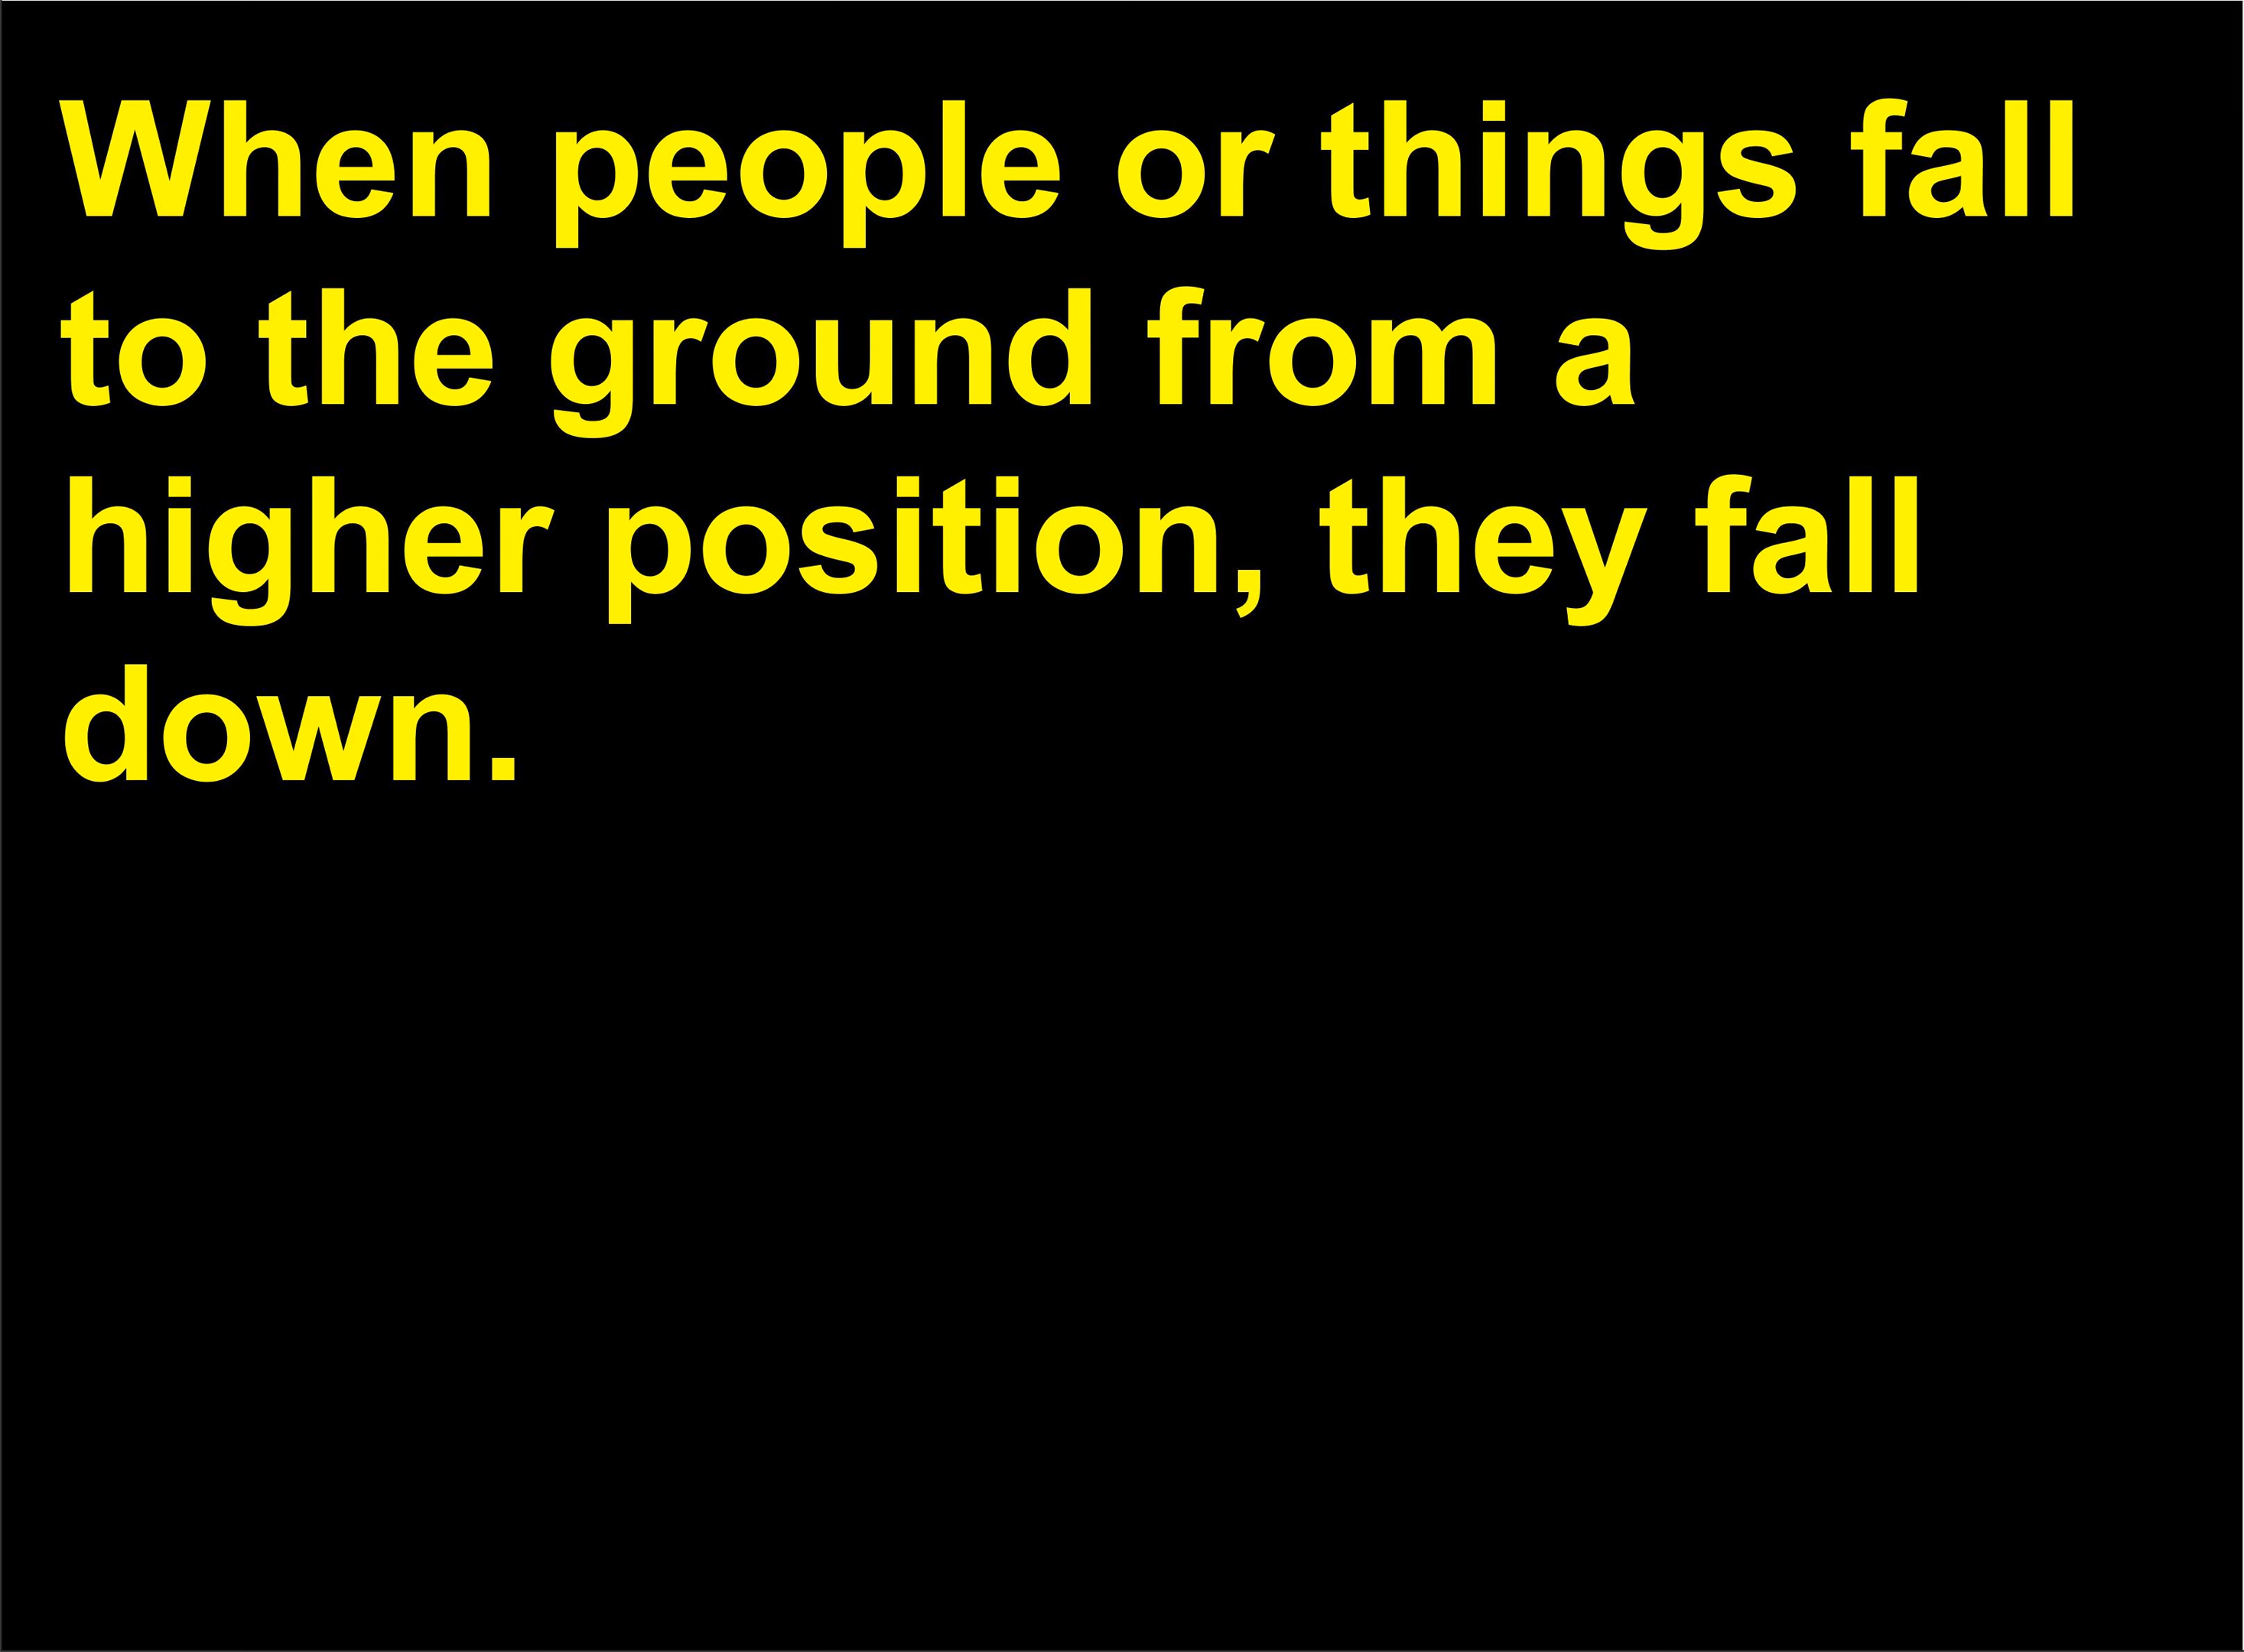 When people or things fall
to the ground from a
higher position, they fall
down.